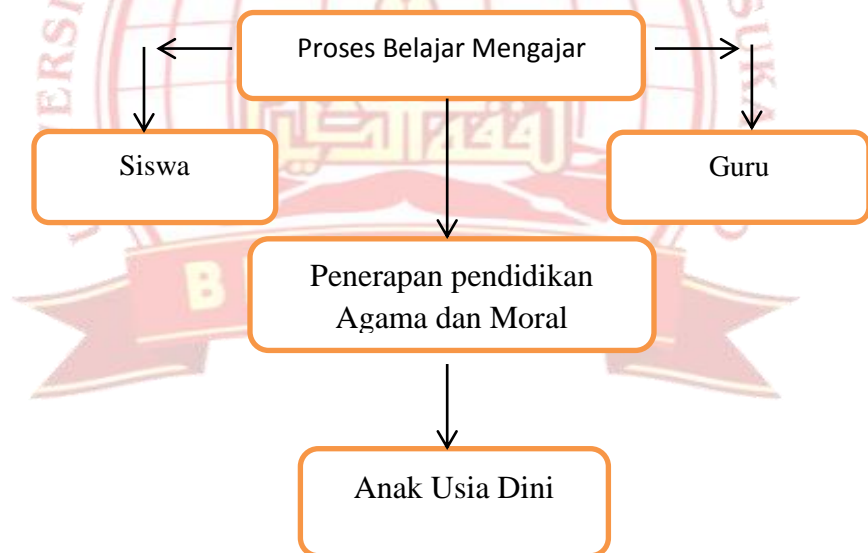 Proses Belajar Mengajar
Siswa
Guru
Penerapan pendidikan
Agama dan Moral
Anak Usia Dini